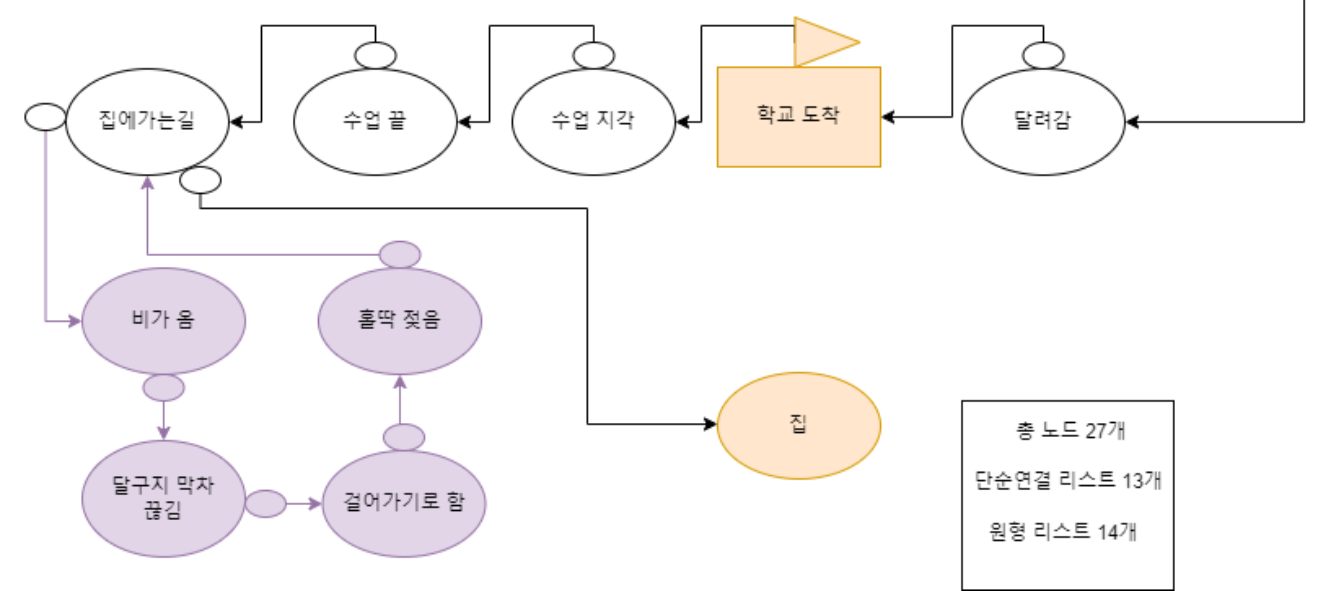 집에가는길
수업 끝
수업 지각
학교 도착
달려감
비가 옴
홀딱 젖음
집
달구지 막차
끊김
걸어가기로 함
총 노드 27개
단순연결 리스트 13개
원형 리스트 14개